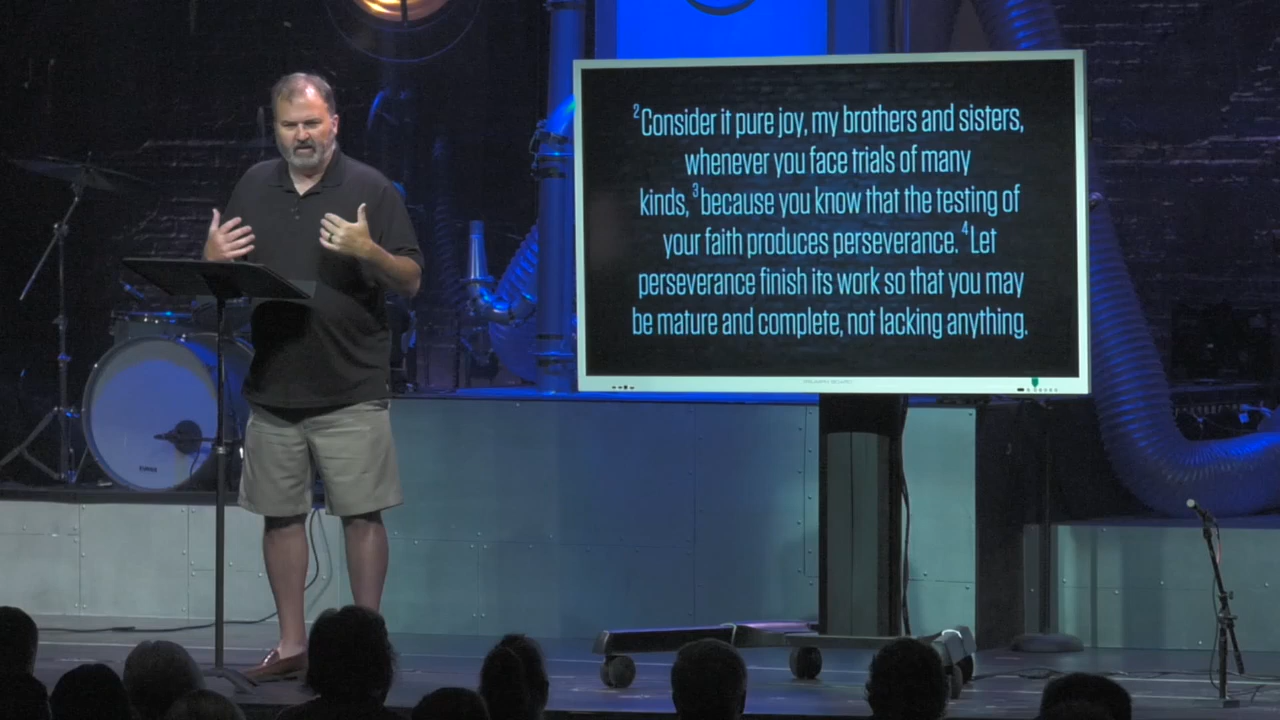 ²Consider it pure joy, my brothers and sisters,
whenever you face trials of many
kinds, ³because you know that the testing of
your faith produces perseverance. ⁴Let
perseverance finish its work so that you may
be mature and complete, not lacking anything.